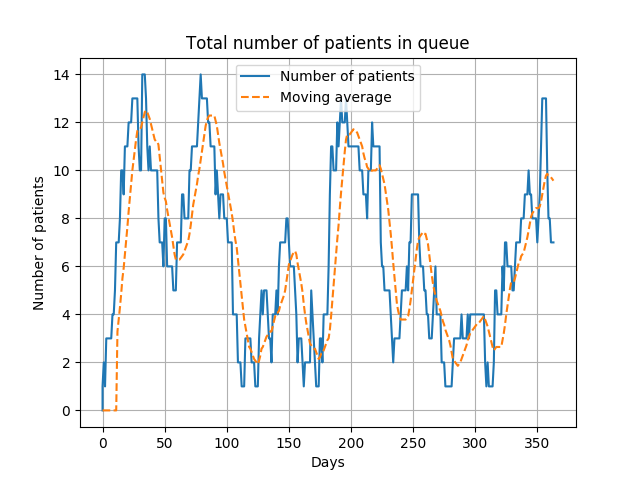 Total number of patients in queue
Number of patients
Moving average
Number of patients
14
12
10
8
6
4
2
0
0 50 100 150 200 250 300 350
Days